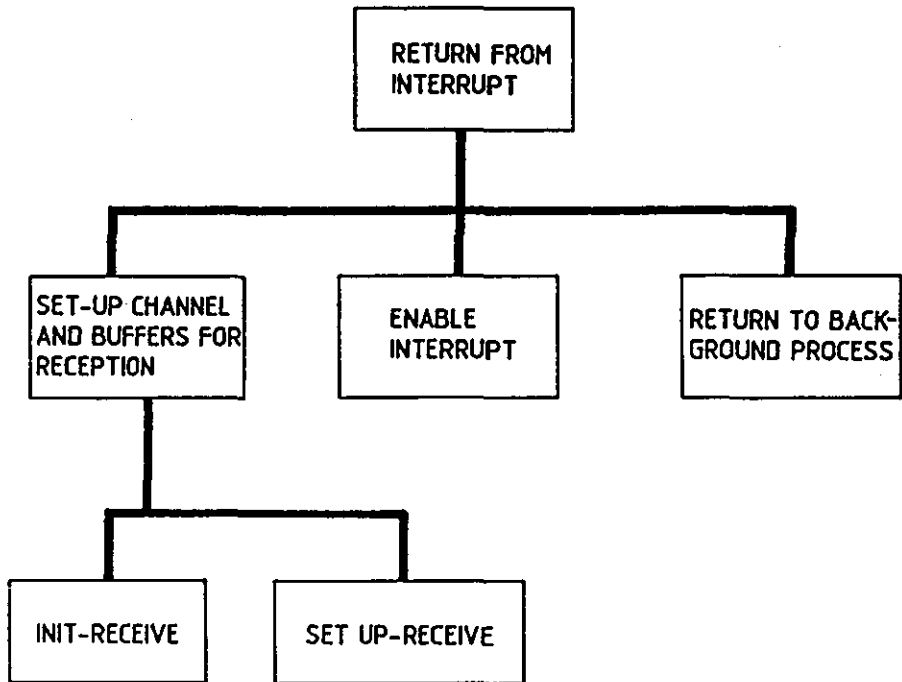 RETURN FROM
INTERRUPT
SET-UP CHANNEL
AND BUFFERS FOR
RECEPTION
ENABLE
INTERRUPT
RETURN TO BACK-
GROUND PROCESS
INIT-RECEIVE
SET UP-RECEIVE